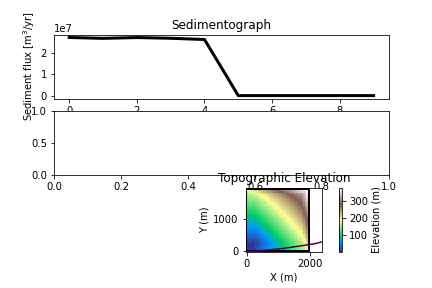 Sedimentograph
1e7
Sediment flux [m³/yr]
2
1
0
0 2 4 6 8
1.0
0.5
0.0
0.0 0.2 0.4 0.6 0.8 1.0
Topographic Elevation
Y (m)
1000
0
0 2000
X (m)
300
200
100
Elevation (m)